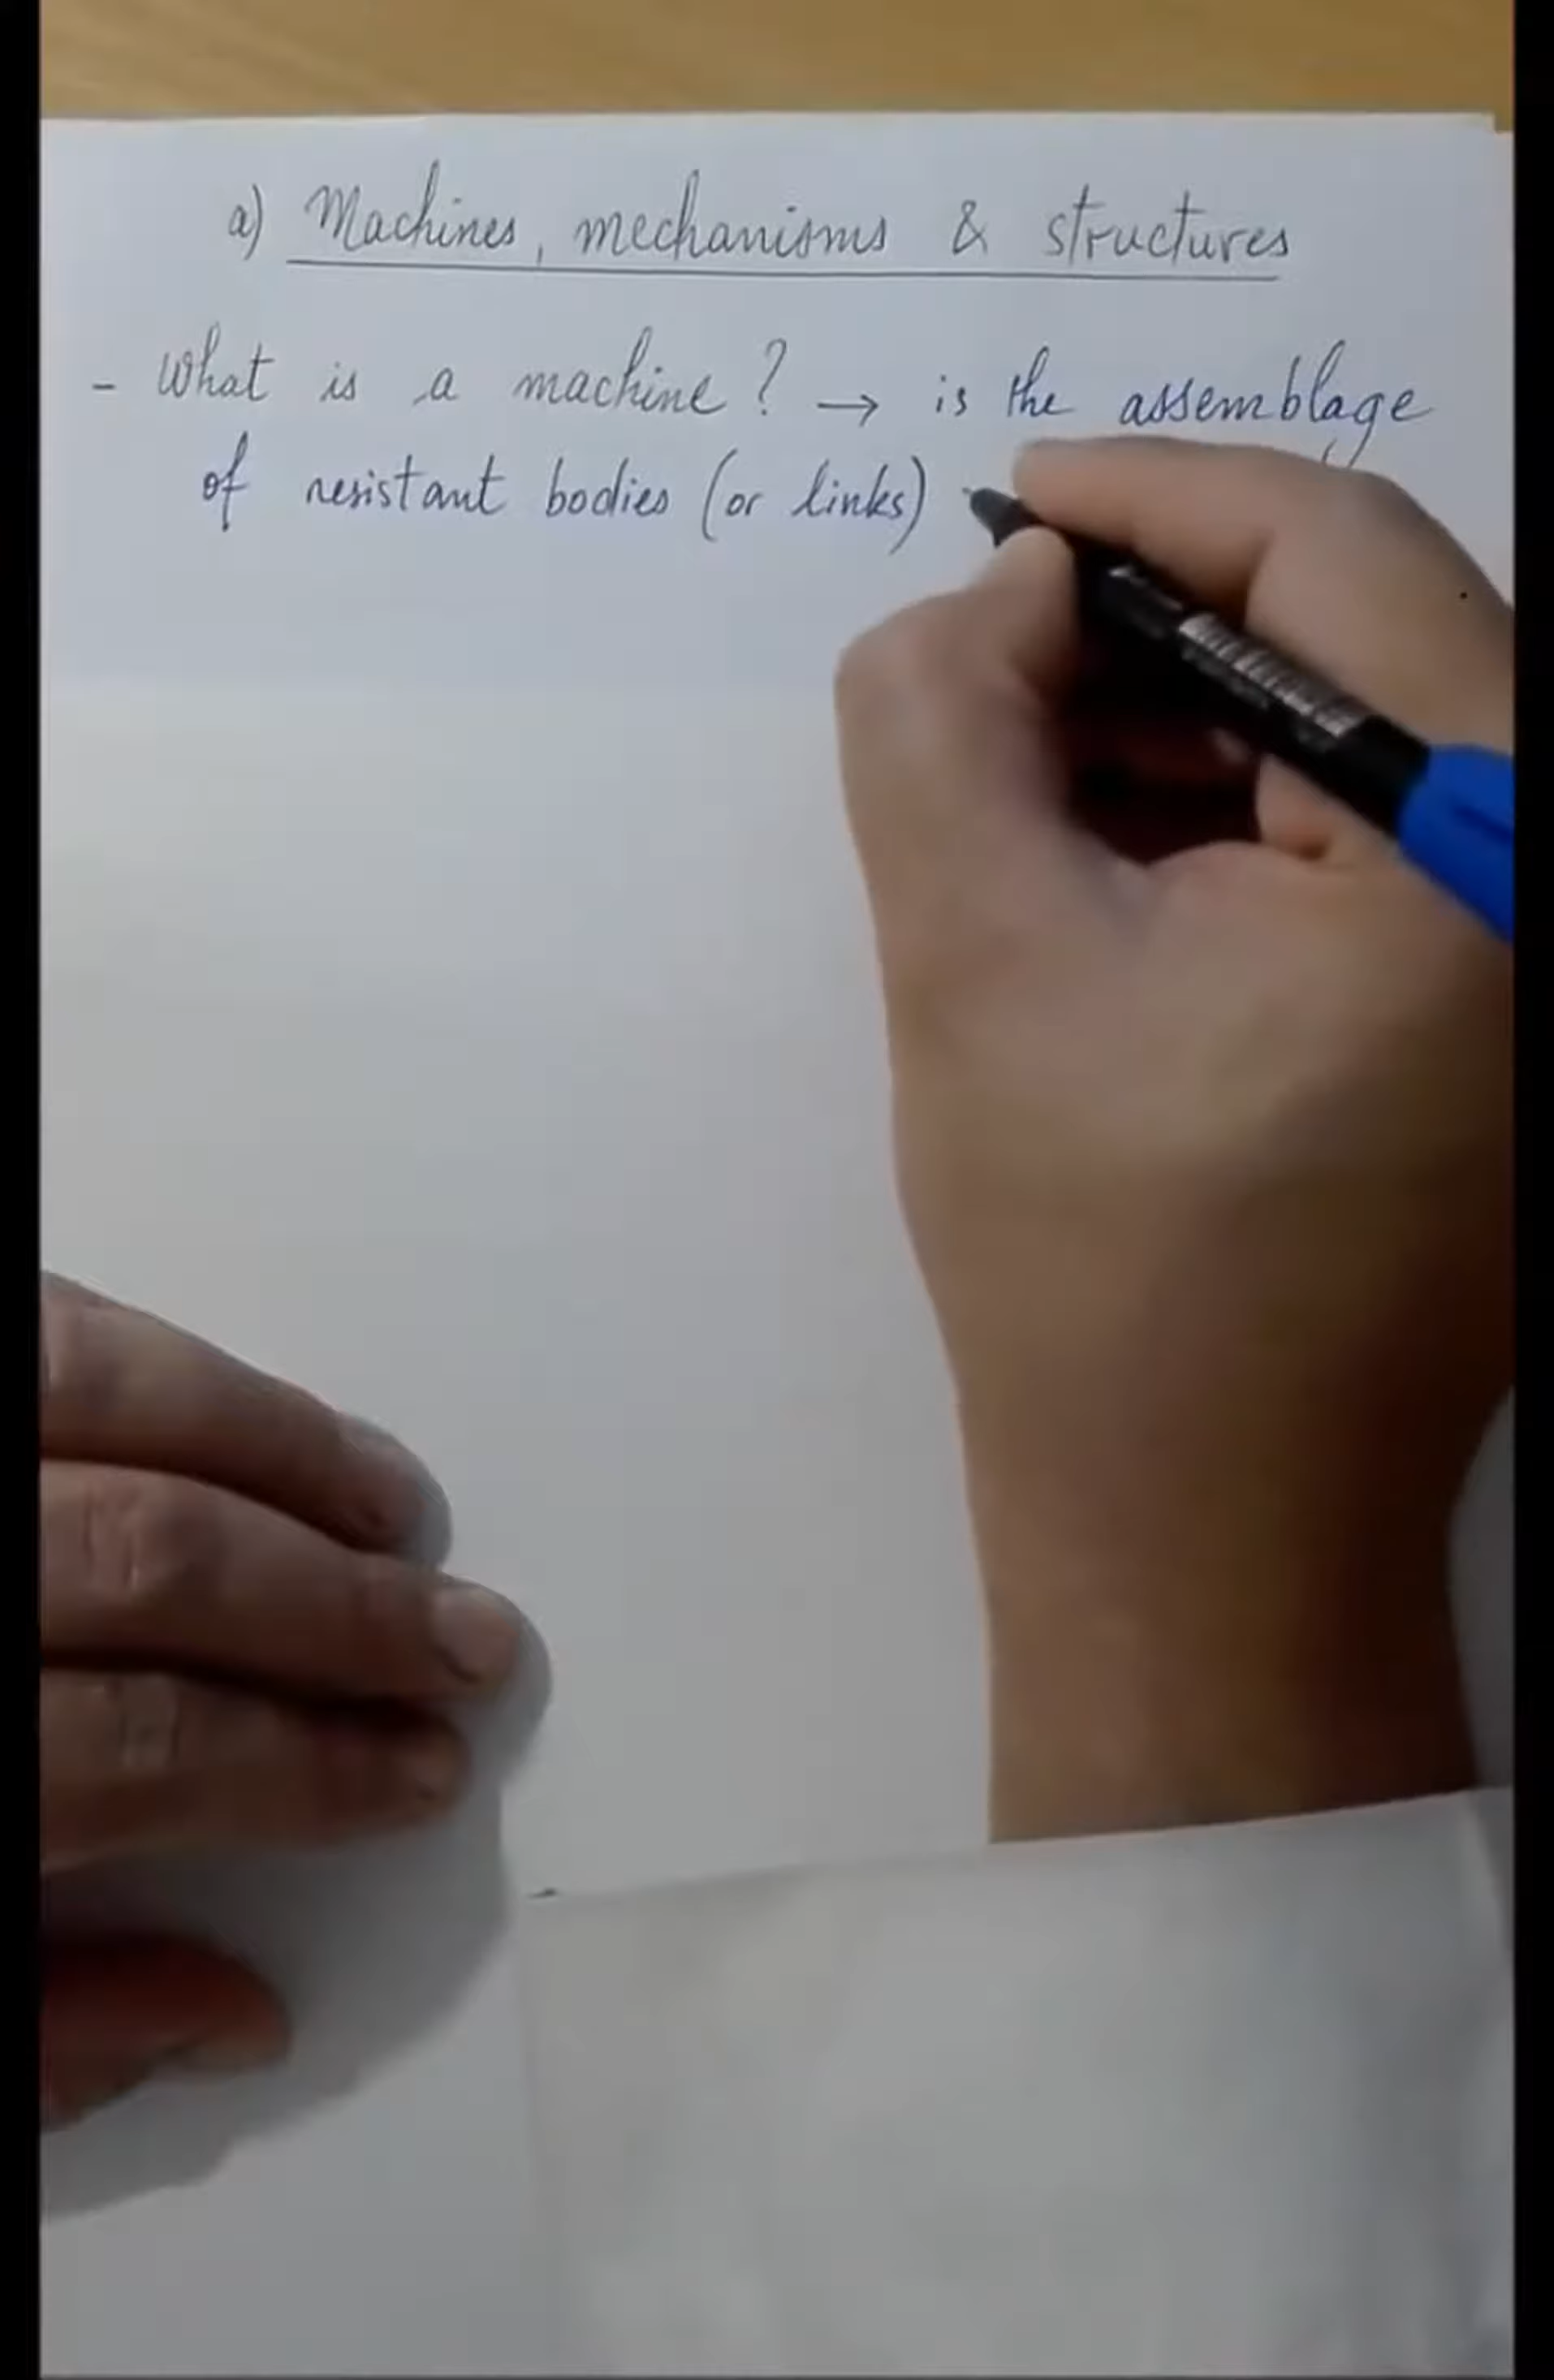 a) Machines, mechanisms & structures
- What is a machine? → is the assemblage
of resistant bodies (or links)